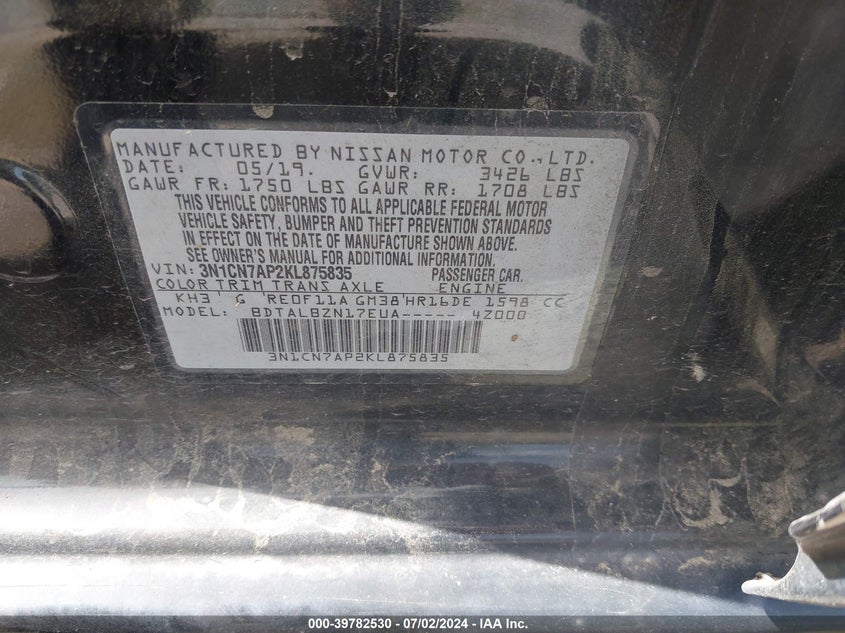 MANUFACTURED BY NISSAN MOTOR CO., LTD.
DATE: 05/19. GVWR: 3426 LBS
GAWR FR: 1750 LBS GAWR RR: 1708 LBS
THIS VEHICLE CONFORMS TO ALL APPLICABLE FEDERAL MOTOR
VEHICLE SAFETY, BUMPER AND THEFT PREVENTION STANDARDS
IN EFFECT ON THE DATE OF MANUFACTURE SHOWN ABOVE.
SEE OWNER'S MANUAL FOR ADDITIONAL INFORMATION.
VIN: 3N1CN7AP2KL875835 PASSENGER CAR.
COLOR TRIM TRANS AXLE ENGINE
KH3 ' G 'RE0F11A GM38'HR16DE 1598 CC
MODEL: BDTALBZN17EUA----- 4Z000
3N1CN7AP2KL875835
000-39782530 - 07/02/2024 - IAA Inc.